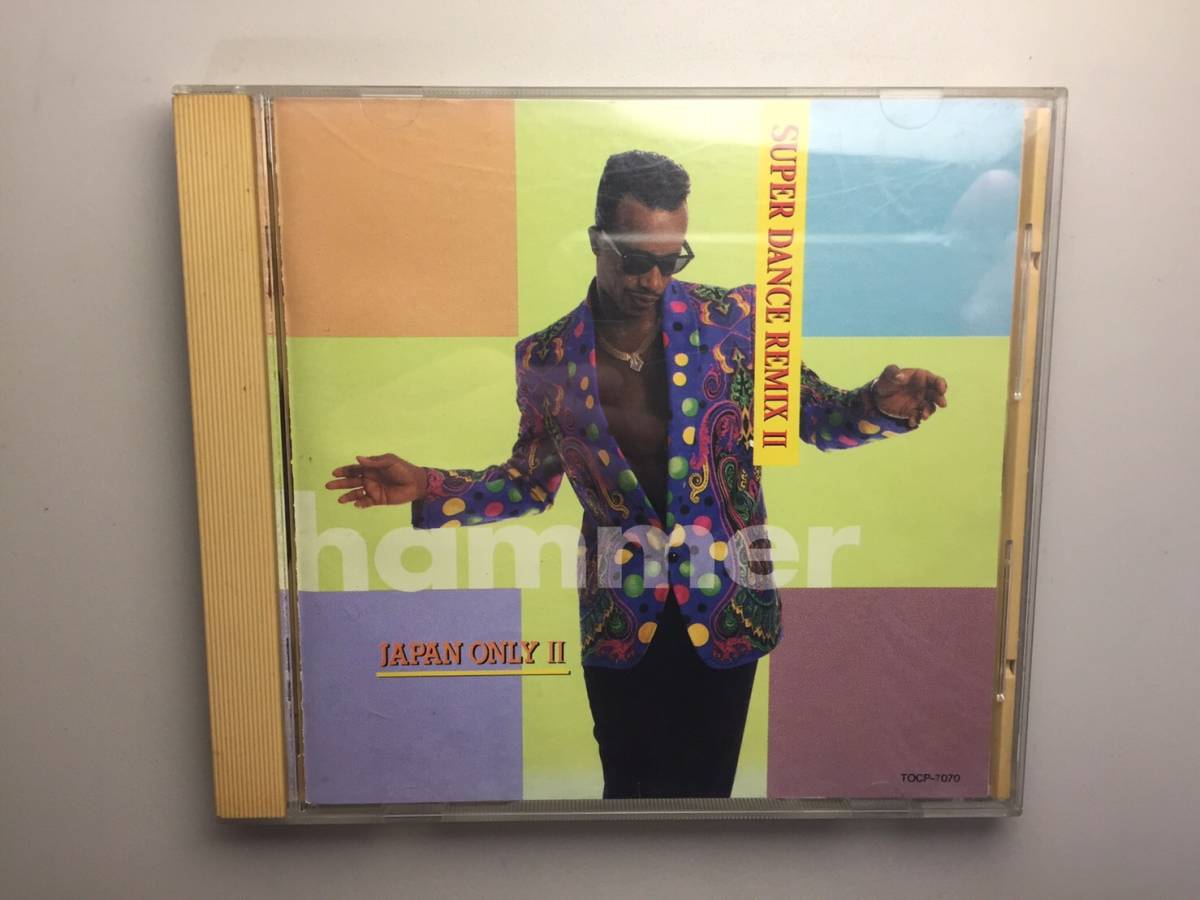 SUPER DANCE REMIX II
hammer
JAPAN ONLY II
TOCP-7070